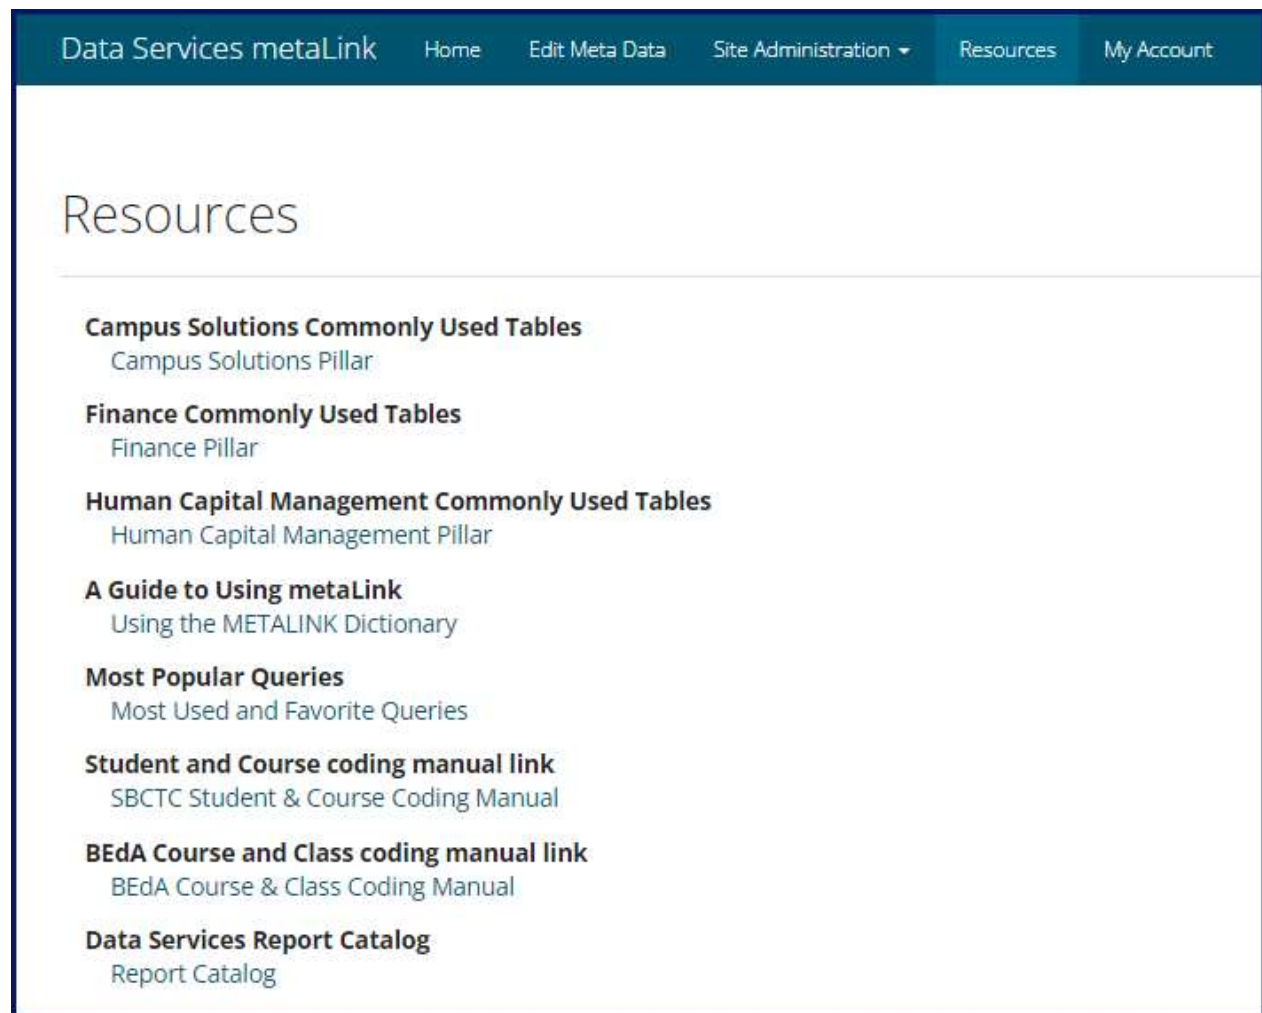 Data Services metaLink Home Edit Meta Data Site Administration Resources My Account
Resources
Campus Solutions Commonly Used Tables
Campus Solutions Pillar
Finance Commonly Used Tables
Finance Pillar
Human Capital Management Commonly Used Tables
Human Capital Management Pillar
A Guide to Using metaLink
Using the METALINK Dictionary
Most Popular Queries
Most Used and Favorite Queries
Student and Course coding manual link
SBCTC Student & Course Coding Manual
BEdA Course and Class coding manual link
BEdA Course & Class Coding Manual
Data Services Report Catalog
Report Catalog